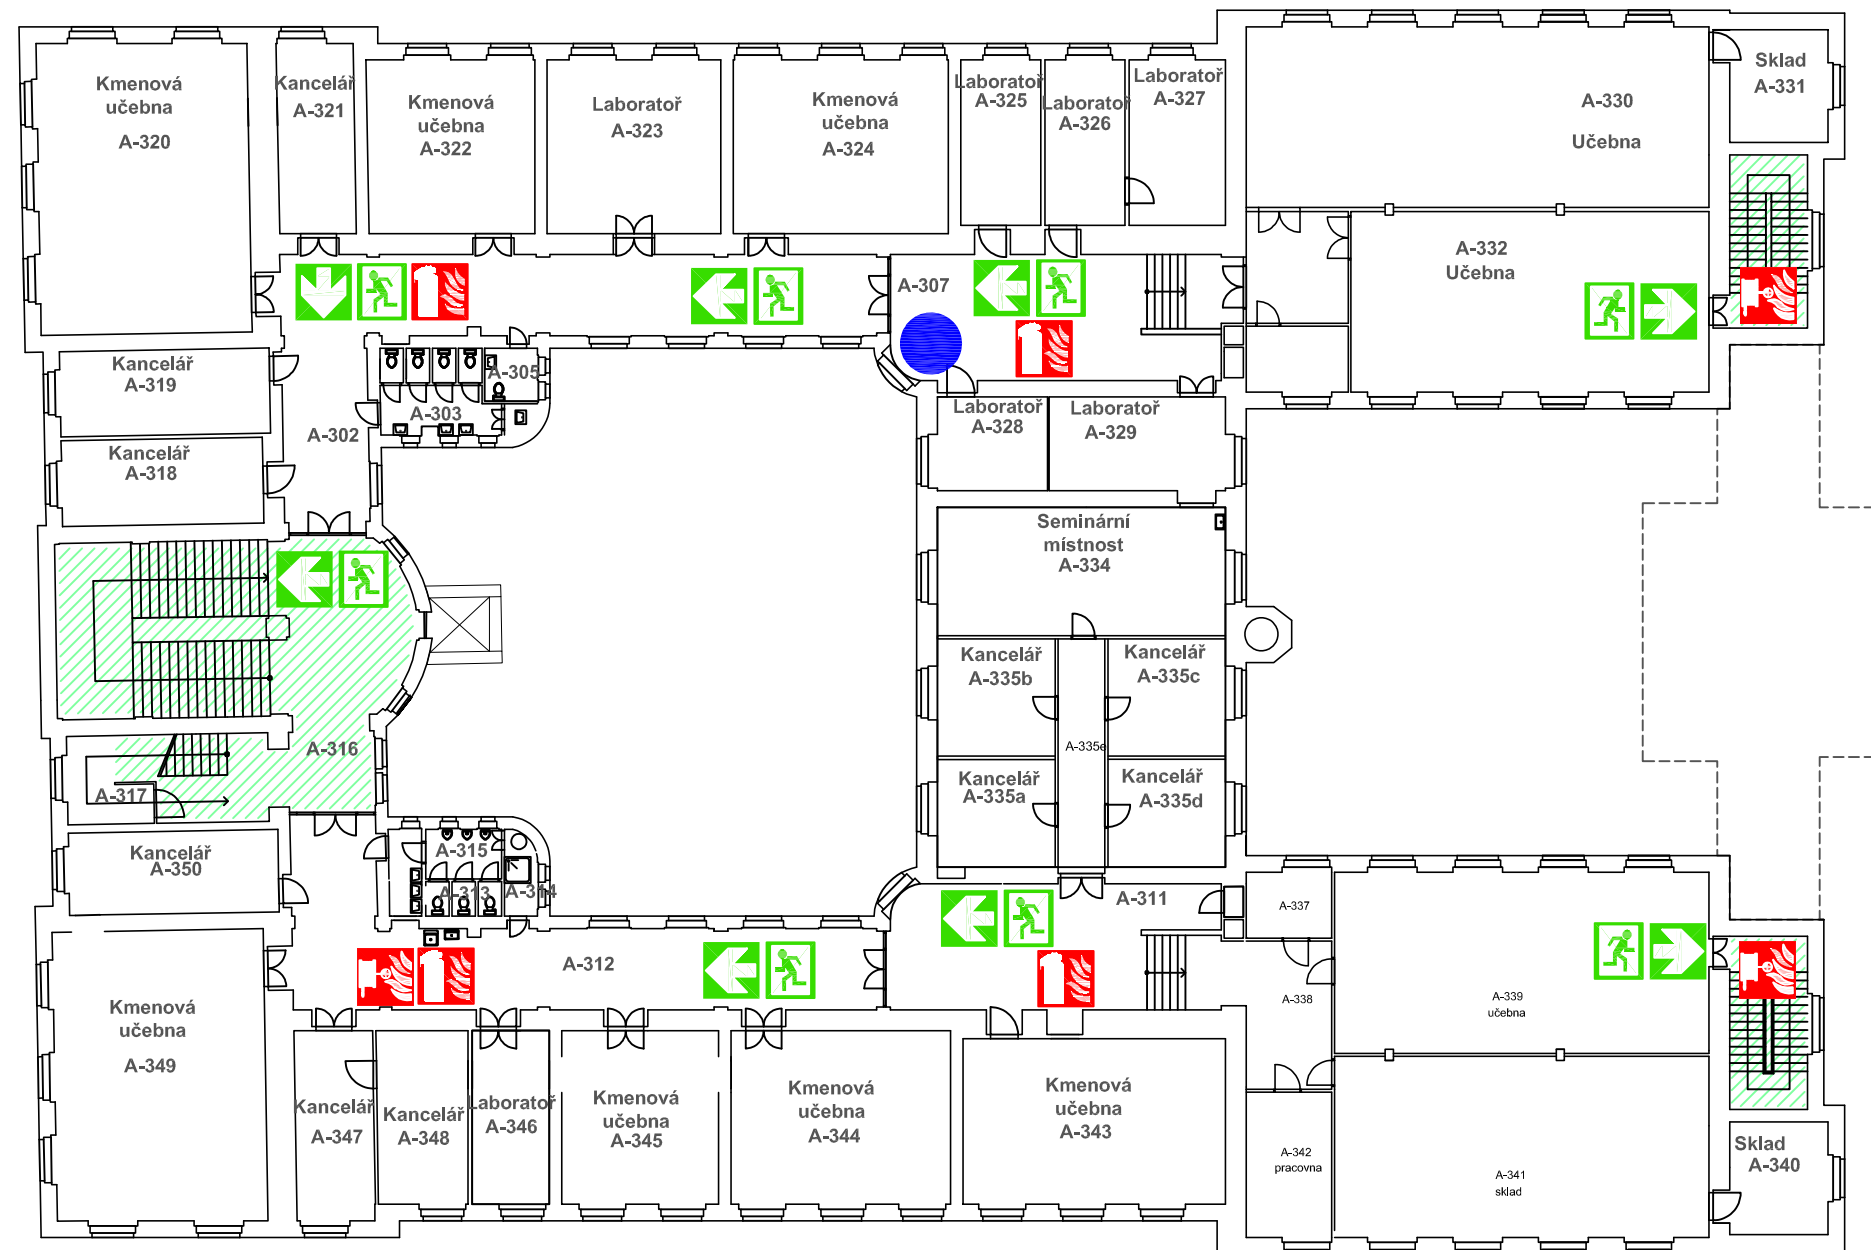 Kmenová
učebna
A-320
Kancelář
A-321
Kmenová
učebna
A-322
Laboratoř
A-323
Kmenová
učebna
A-324
Laboratoř
A-325
Laboratoř
A-326
Laboratoř
A-327
A-330
Učebna
Sklad
A-331
A-332
Učebna
A-307
Kancelář
A-319
A-305
A-303
A-302
Kancelář
A-318
Laboratoř
A-328
Laboratoř
A-329
Seminární
místnost
A-334
Kancelář
A-335b
Kancelář
A-335c
A-335e
Kancelář
A-335a
Kancelář
A-335d
A-316
A-317
Kancelář
A-350
A-315
A-313
A-314
A-311
A-337
A-312
A-338
A-339
učebna
Kmenová
učebna
A-349
Kancelář
A-347
Kancelář
A-348
Laboratoř
A-346
Kmenová
učebna
A-345
Kmenová
učebna
A-344
Kmenová
učebna
A-343
A-342
pracovna
A-341
sklad
Sklad
A-340